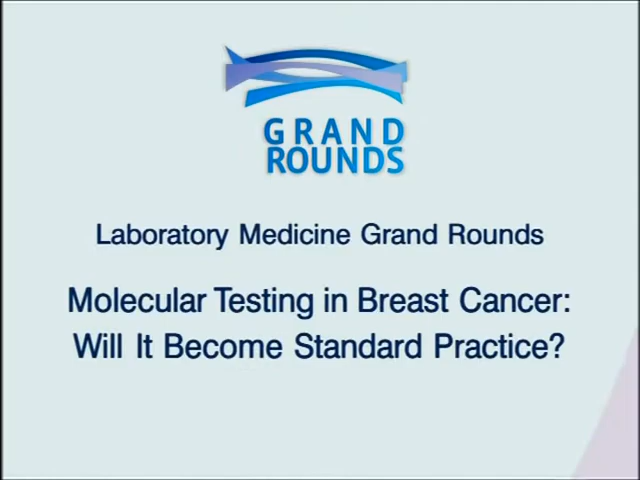 GRAND
ROUNDS
Laboratory Medicine Grand Rounds
Molecular Testing in Breast Cancer:
Will It Become Standard Practice?